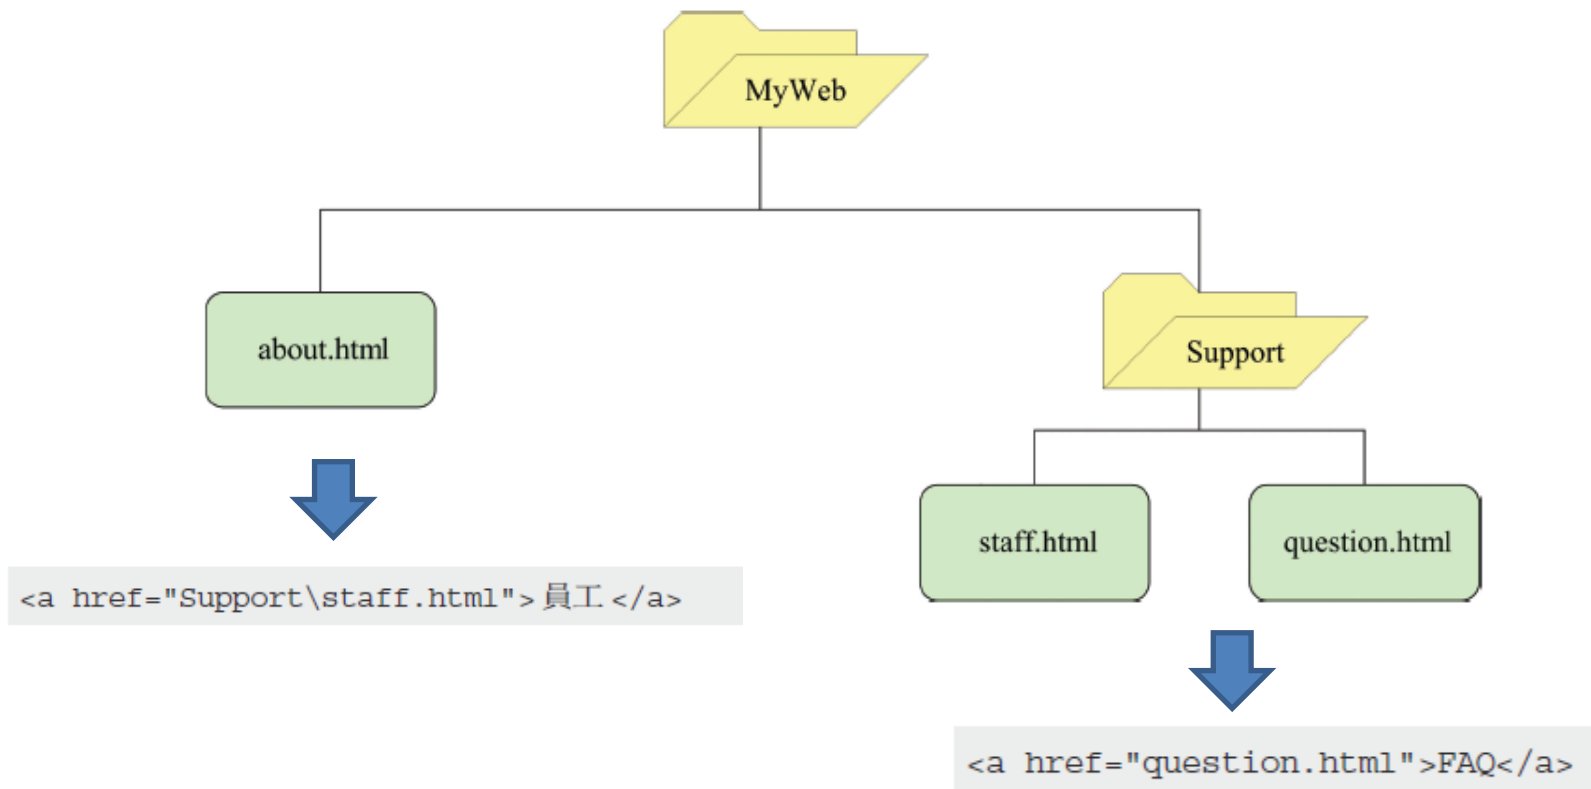 MyWeb
about.html
Support
staff.html
question.html
<a href="Support\staff.html">員工</a>
<a href="question.html">FAQ</a>